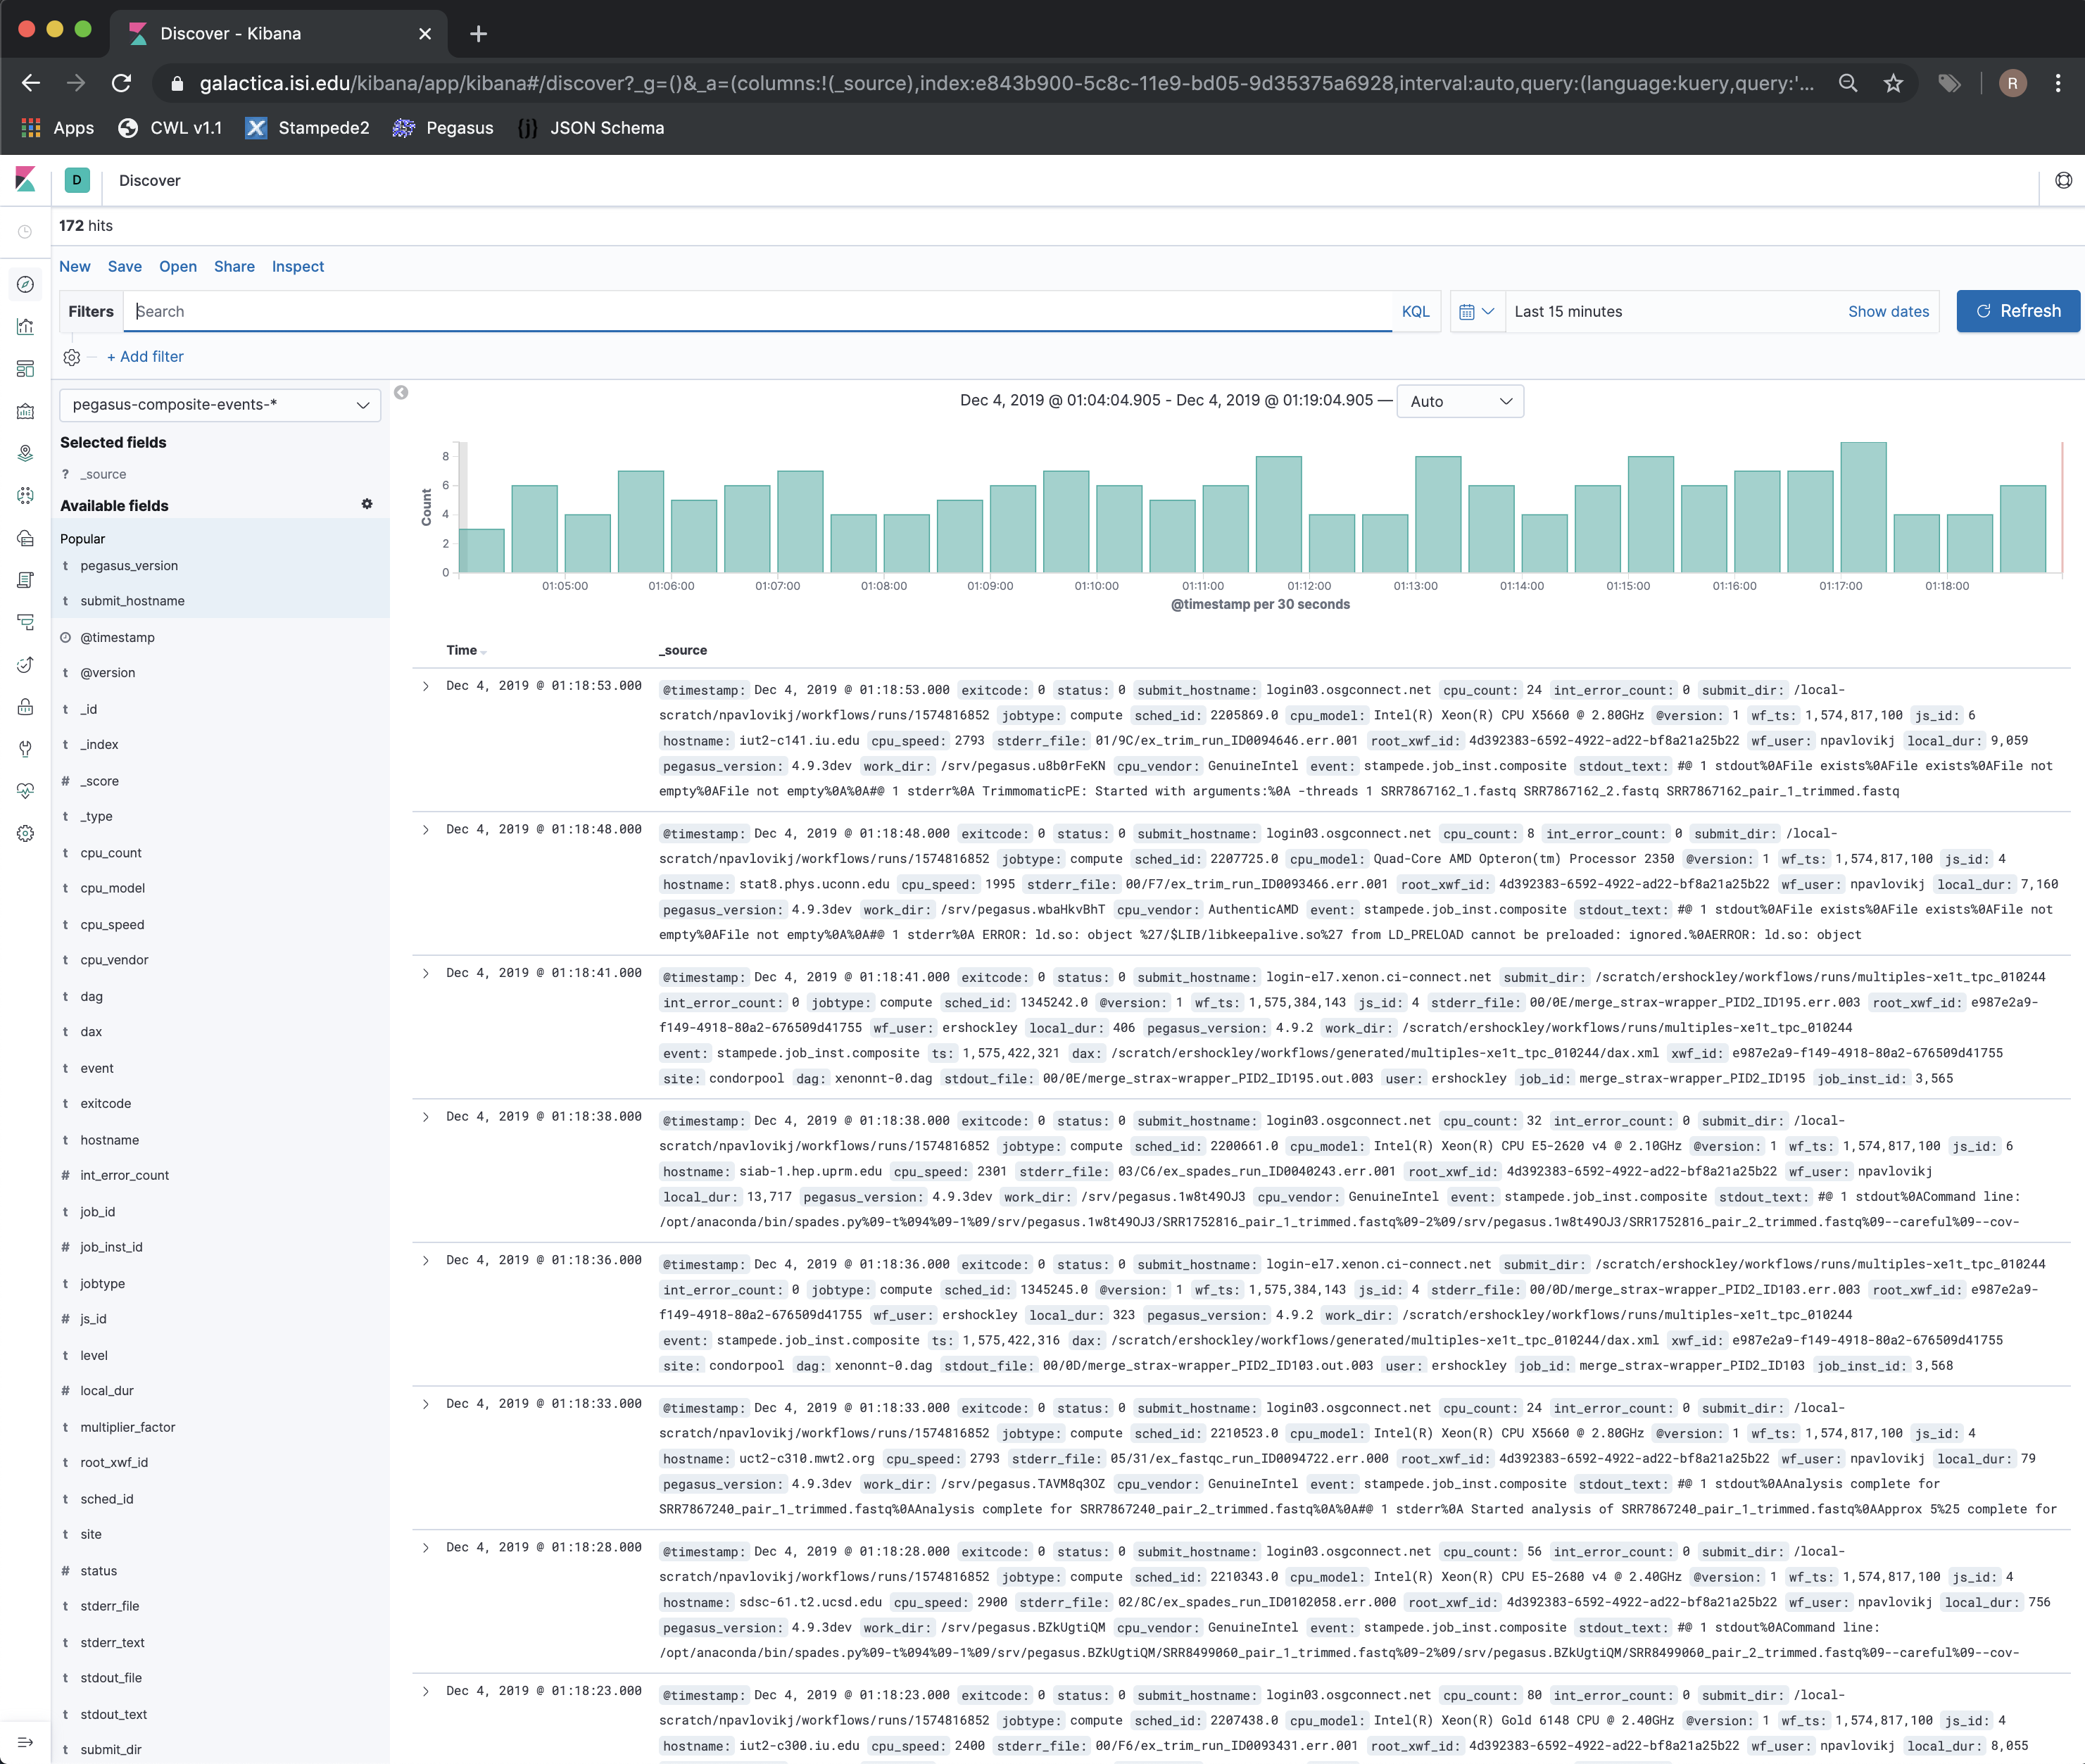 Discover - Kibana
galactica.isi.edu/kibana/app/kibana#/discover?_g=()&_a=(columns:!(_source),index:e843b900-5c8c-11e9-bd05-9d35375a6928,interval:auto,query:(language:kuery,query:'...
R
Apps CWL v1.1 Stampede2 Pegasus {j} JSON Schema
D Discover
172 hits
New Save Open Share Inspect
Filters Search KQL Last 15 minutes Show dates Refresh
+ Add filter
pegasus-composite-events-*
Selected fields
? _source
Available fields
Popular
t pegasus_version
t submit_hostname
@timestamp
t @version
t _id
t _index
# _score
t _type
t cpu_count
t cpu_model
t cpu_speed
t cpu_vendor
t dag
t dax
t event
t exitcode
t hostname
# int_error_count
t job_id
# job_inst_id
t jobtype
# js_id
t level
# local_dur
t multiplier_factor
t root_xwf_id
t sched_id
t site
# status
t stderr_file
t stderr_text
t stdout_file
t stdout_text
t submit_dir
Dec 4, 2019 @ 01:04:04.905 - Dec 4, 2019 @ 01:19:04.905 — Auto
Count
8
6
4
2
0
01:05:00 01:06:00 01:07:00 01:08:00 01:09:00 01:10:00 01:11:00 01:12:00 01:13:00 01:14:00 01:15:00 01:16:00 01:17:00 01:18:00
@timestamp per 30 seconds
Time _source
Dec 4, 2019 @ 01:18:53.000 @timestamp: Dec 4, 2019 @ 01:18:53.000 exitcode: 0 status: 0 submit_hostname: login03.osgconnect.net cpu_count: 24 int_error_count: 0 submit_dir: /local-
scratch/npavlovikj/workflows/runs/1574816852 jobtype: compute sched_id: 2205869.0 cpu_model: Intel(R) Xeon(R) CPU X5660 @ 2.80GHz @version: 1 wf_ts: 1,574,817,100 js_id: 6
hostname: iut2-c141.iu.edu cpu_speed: 2793 stderr_file: 01/9C/ex_trim_run_ID0094646.err.001 root_xwf_id: 4d392383-6592-4922-ad22-bf8a21a25b22 wf_user: npavlovikj local_dur: 9,059
pegasus_version: 4.9.3dev work_dir: /srv/pegasus.u8b0rFeKN cpu_vendor: GenuineIntel event: stampede.job_inst.composite stdout_text: #@ 1 stdout%0AFile exists%0AFile exists%0AFile not
empty%0AFile not empty%0A%0A#@ 1 stderr%0A TrimmomaticPE: Started with arguments:%0A -threads 1 SRR7867162_1.fastq SRR7867162_2.fastq SRR7867162_pair_1_trimmed.fastq
Dec 4, 2019 @ 01:18:48.000 @timestamp: Dec 4, 2019 @ 01:18:48.000 exitcode: 0 status: 0 submit_hostname: login03.osgconnect.net cpu_count: 8 int_error_count: 0 submit_dir: /local-
scratch/npavlovikj/workflows/runs/1574816852 jobtype: compute sched_id: 2207725.0 cpu_model: Quad-Core AMD Opteron(tm) Processor 2350 @version: 1 wf_ts: 1,574,817,100 js_id: 4
hostname: stat8.phys.uconn.edu cpu_speed: 1995 stderr_file: 00/F7/ex_trim_run_ID0093466.err.001 root_xwf_id: 4d392383-6592-4922-ad22-bf8a21a25b22 wf_user: npavlovikj local_dur: 7,160
pegasus_version: 4.9.3dev work_dir: /srv/pegasus.wbaHkvBhT cpu_vendor: AuthenticAMD event: stampede.job_inst.composite stdout_text: #@ 1 stdout%0AFile exists%0AFile exists%0AFile not
empty%0AFile not empty%0A%0A#@ 1 stderr%0A ERROR: ld.so: object %27/$LIB/libkeepalive.so%27 from LD_PRELOAD cannot be preloaded: ignored.%0AERROR: ld.so: object
Dec 4, 2019 @ 01:18:41.000 @timestamp: Dec 4, 2019 @ 01:18:41.000 exitcode: 0 status: 0 submit_hostname: login-el7.xenon.ci-connect.net submit_dir: /scratch/ershockley/workflows/runs/multiples-xe1t_tpc_010244
int_error_count: 0 jobtype: compute sched_id: 1345242.0 @version: 1 wf_ts: 1,575,384,143 js_id: 4 stderr_file: 00/0E/merge_strax-wrapper_PID2_ID195.err.003 root_xwf_id: e987e2a9-
f149-4918-80a2-676509d41755 wf_user: ershockley local_dur: 406 pegasus_version: 4.9.2 work_dir: /scratch/ershockley/workflows/runs/multiples-xe1t_tpc_010244
event: stampede.job_inst.composite ts: 1,575,422,321 dax: /scratch/ershockley/workflows/generated/multiples-xe1t_tpc_010244/dax.xml xwf_id: e987e2a9-f149-4918-80a2-676509d41755
site: condorpool dag: xenonnt-0.dag stdout_file: 00/0E/merge_strax-wrapper_PID2_ID195.out.003 user: ershockley job_id: merge_strax-wrapper_PID2_ID195 job_inst_id: 3,565
Dec 4, 2019 @ 01:18:38.000 @timestamp: Dec 4, 2019 @ 01:18:38.000 exitcode: 0 status: 0 submit_hostname: login03.osgconnect.net cpu_count: 32 int_error_count: 0 submit_dir: /local-
scratch/npavlovikj/workflows/runs/1574816852 jobtype: compute sched_id: 2200661.0 cpu_model: Intel(R) Xeon(R) CPU E5-2620 v4 @ 2.10GHz @version: 1 wf_ts: 1,574,817,100 js_id: 6
hostname: siab-1.hep.uprm.edu cpu_speed: 2301 stderr_file: 03/C6/ex_spades_run_ID0040243.err.001 root_xwf_id: 4d392383-6592-4922-ad22-bf8a21a25b22 wf_user: npavlovikj
local_dur: 13,717 pegasus_version: 4.9.3dev work_dir: /srv/pegasus.1w8t49OJ3 cpu_vendor: GenuineIntel event: stampede.job_inst.composite stdout_text: #@ 1 stdout%0ACommand line:
/opt/anaconda/bin/spades.py%09-t%094%09-1%09/srv/pegasus.1w8t49OJ3/SRR1752816_pair_1_trimmed.fastq%09-2%09/srv/pegasus.1w8t49OJ3/SRR1752816_pair_2_trimmed.fastq%09--careful%09--cov-
Dec 4, 2019 @ 01:18:36.000 @timestamp: Dec 4, 2019 @ 01:18:36.000 exitcode: 0 status: 0 submit_hostname: login-el7.xenon.ci-connect.net submit_dir: /scratch/ershockley/workflows/runs/multiples-xe1t_tpc_010244
int_error_count: 0 jobtype: compute sched_id: 1345245.0 @version: 1 wf_ts: 1,575,384,143 js_id: 4 stderr_file: 00/0D/merge_strax-wrapper_PID2_ID103.err.003 root_xwf_id: e987e2a9-
f149-4918-80a2-676509d41755 wf_user: ershockley local_dur: 323 pegasus_version: 4.9.2 work_dir: /scratch/ershockley/workflows/runs/multiples-xe1t_tpc_010244
event: stampede.job_inst.composite ts: 1,575,422,316 dax: /scratch/ershockley/workflows/generated/multiples-xe1t_tpc_010244/dax.xml xwf_id: e987e2a9-f149-4918-80a2-676509d41755
site: condorpool dag: xenonnt-0.dag stdout_file: 00/0D/merge_strax-wrapper_PID2_ID103.out.003 user: ershockley job_id: merge_strax-wrapper_PID2_ID103 job_inst_id: 3,568
Dec 4, 2019 @ 01:18:33.000 @timestamp: Dec 4, 2019 @ 01:18:33.000 exitcode: 0 status: 0 submit_hostname: login03.osgconnect.net cpu_count: 24 int_error_count: 0 submit_dir: /local-
scratch/npavlovikj/workflows/runs/1574816852 jobtype: compute sched_id: 2210523.0 cpu_model: Intel(R) Xeon(R) CPU X5660 @ 2.80GHz @version: 1 wf_ts: 1,574,817,100 js_id: 4
hostname: uct2-c310.mwt2.org cpu_speed: 2793 stderr_file: 05/31/ex_fastqc_run_ID0094722.err.000 root_xwf_id: 4d392383-6592-4922-ad22-bf8a21a25b22 wf_user: npavlovikj local_dur: 79
pegasus_version: 4.9.3dev work_dir: /srv/pegasus.TAVM8q3OZ cpu_vendor: GenuineIntel event: stampede.job_inst.composite stdout_text: #@ 1 stdout%0AAnalysis complete for
SRR7867240_pair_1_trimmed.fastq%0AAnalysis complete for SRR7867240_pair_2_trimmed.fastq%0A%0A#@ 1 stderr%0A Started analysis of SRR7867240_pair_1_trimmed.fastq%0AApprox 5%25 complete for
Dec 4, 2019 @ 01:18:28.000 @timestamp: Dec 4, 2019 @ 01:18:28.000 exitcode: 0 status: 0 submit_hostname: login03.osgconnect.net cpu_count: 56 int_error_count: 0 submit_dir: /local-
scratch/npavlovikj/workflows/runs/1574816852 jobtype: compute sched_id: 2210343.0 cpu_model: Intel(R) Xeon(R) CPU E5-2680 v4 @ 2.40GHz @version: 1 wf_ts: 1,574,817,100 js_id: 4
hostname: sdsc-61.t2.ucsd.edu cpu_speed: 2900 stderr_file: 02/8C/ex_spades_run_ID0102058.err.000 root_xwf_id: 4d392383-6592-4922-ad22-bf8a21a25b22 wf_user: npavlovikj local_dur: 756
pegasus_version: 4.9.3dev work_dir: /srv/pegasus.BZkUgtiQM cpu_vendor: GenuineIntel event: stampede.job_inst.composite stdout_text: #@ 1 stdout%0ACommand line:
/opt/anaconda/bin/spades.py%09-t%094%09-1%09/srv/pegasus.BZkUgtiQM/SRR8499060_pair_1_trimmed.fastq%09-2%09/srv/pegasus.BZkUgtiQM/SRR8499060_pair_2_trimmed.fastq%09--careful%09--cov-
Dec 4, 2019 @ 01:18:23.000 @timestamp: Dec 4, 2019 @ 01:18:23.000 exitcode: 0 status: 0 submit_hostname: login03.osgconnect.net cpu_count: 80 int_error_count: 0 submit_dir: /local-
scratch/npavlovikj/workflows/runs/1574816852 jobtype: compute sched_id: 2207438.0 cpu_model: Intel(R) Xeon(R) Gold 6148 CPU @ 2.40GHz @version: 1 wf_ts: 1,574,817,100 js_id: 4
hostname: iut2-c300.iu.edu cpu_speed: 2400 stderr_file: 00/F6/ex_trim_run_ID0093431.err.001 root_xwf_id: 4d392383-6592-4922-ad22-bf8a21a25b22 wf_user: npavlovikj local_dur: 8,055